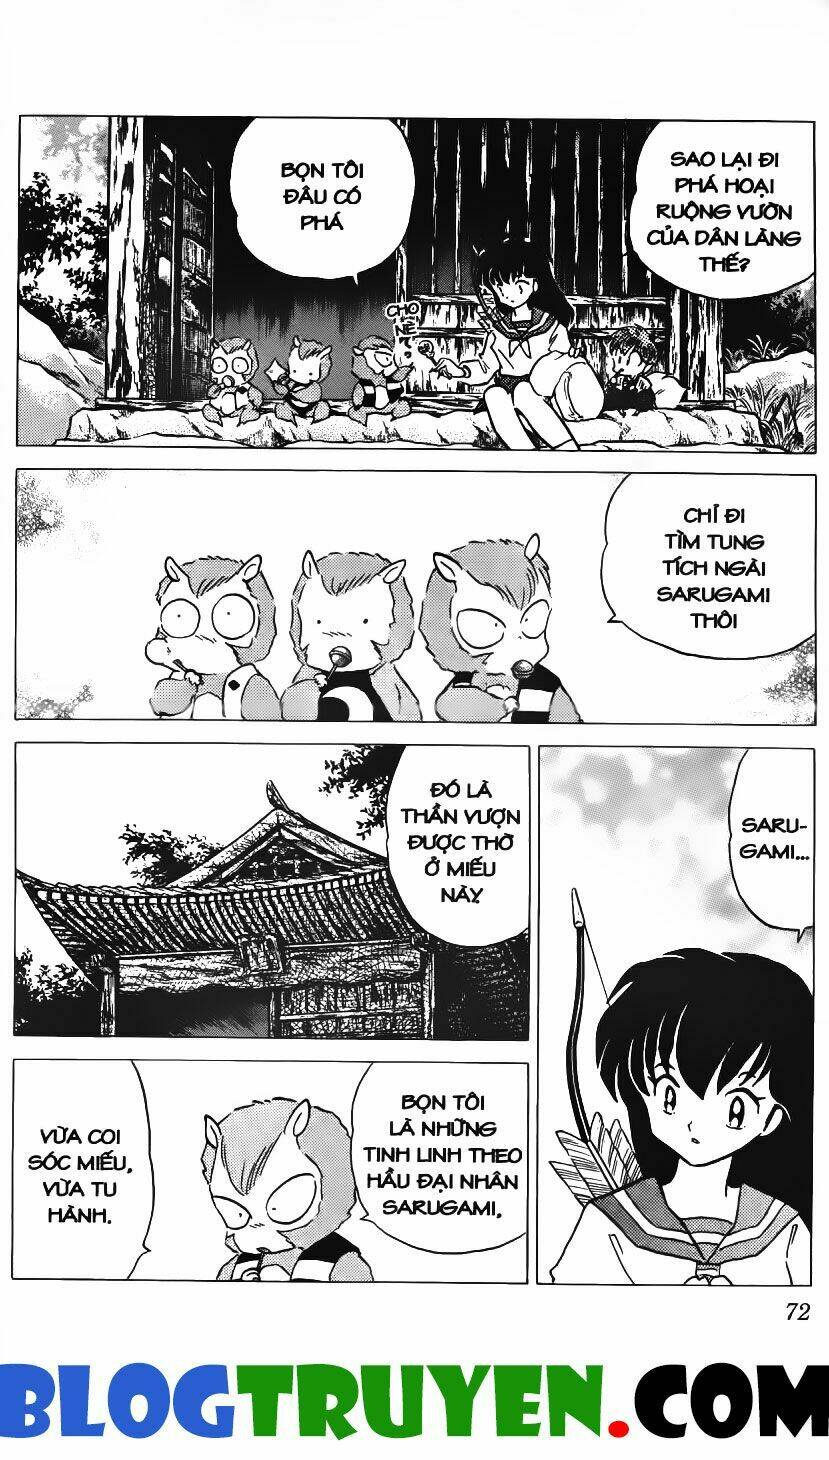 SAO LẠI ĐI
PHÁ HOẠI
RUỘNG VƯỜN
CỦA DÂN LÀNG
THẾ?
BỌN TÔI
ĐÂU CÓ
PHÁ
CHO
NÈ
CHỈ ĐI
TÌM TUNG
TÍCH NGÀI
SARUGAMI
THÔI
SARU-
GAMI...
ĐÓ LÀ
THẦN VƯỢN
ĐƯỢC THỜ
Ở MIẾU
NÀY.
BỌN TÔI
LÀ NHỮNG
TINH LINH THEO
HẦU ĐẠI NHÂN
SARUGAMI,
VỪA COI
SÓC MIẾU,
VỪA TU
HÀNH.
72
BLOGTRUYEN.COM